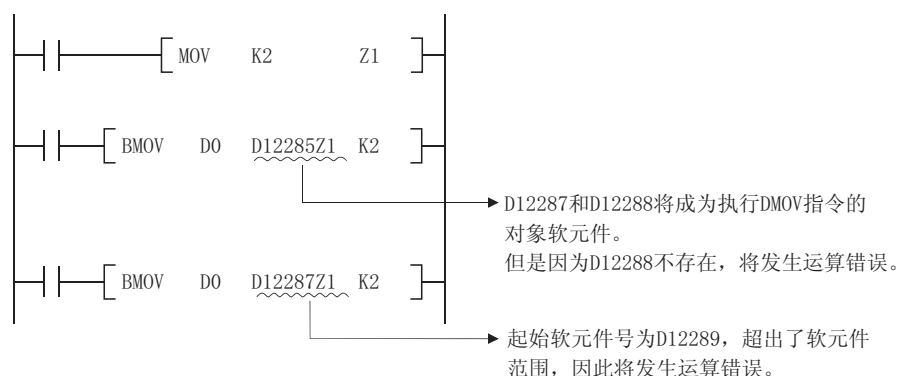 MOV K2 Z1
BMOV D0 D12285Z1 K2
D12287和D12288将成为执行DMOV指令的
对象软元件。
但是因为D12288不存在，将发生运算错误。
BMOV D0 D12287Z1 K2
起始软元件号为D12289，超出了软元件
范围，因此将发生运算错误。